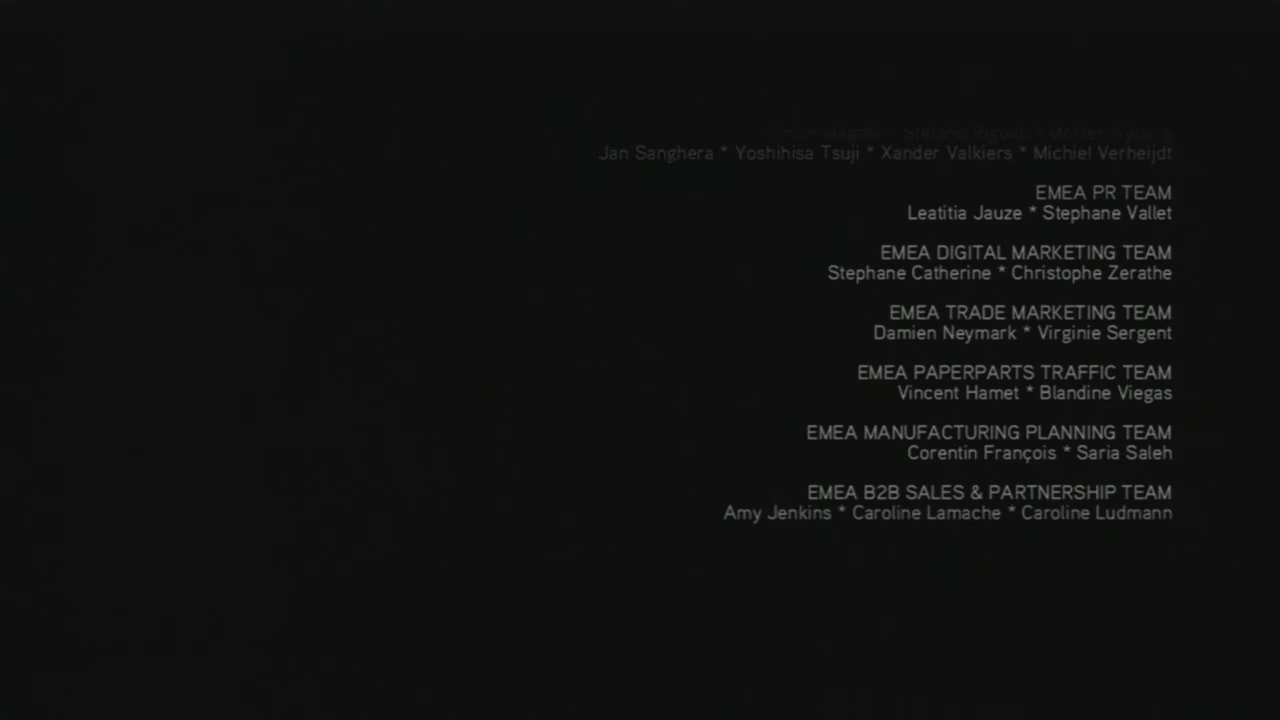 Stefano Rigoldi *
Jan Sanghera * Yoshihisa Tsuji * Xander Valkiers * Michiel Verheijdt
EMEA PR TEAM
Leatitia Jauze * Stephane Vallet
EMEA DIGITAL MARKETING TEAM
Stephane Catherine * Christophe Zerathe
EMEA TRADE MARKETING TEAM
Damien Neymark * Virginie Sergent
EMEA PAPERPARTS TRAFFIC TEAM
Vincent Hamet * Blandine Viegas
EMEA MANUFACTURING PLANNING TEAM
Corentin François * Saria Saleh
EMEA B2B SALES & PARTNERSHIP TEAM
Amy Jenkins * Caroline Lamache * Caroline Ludmann